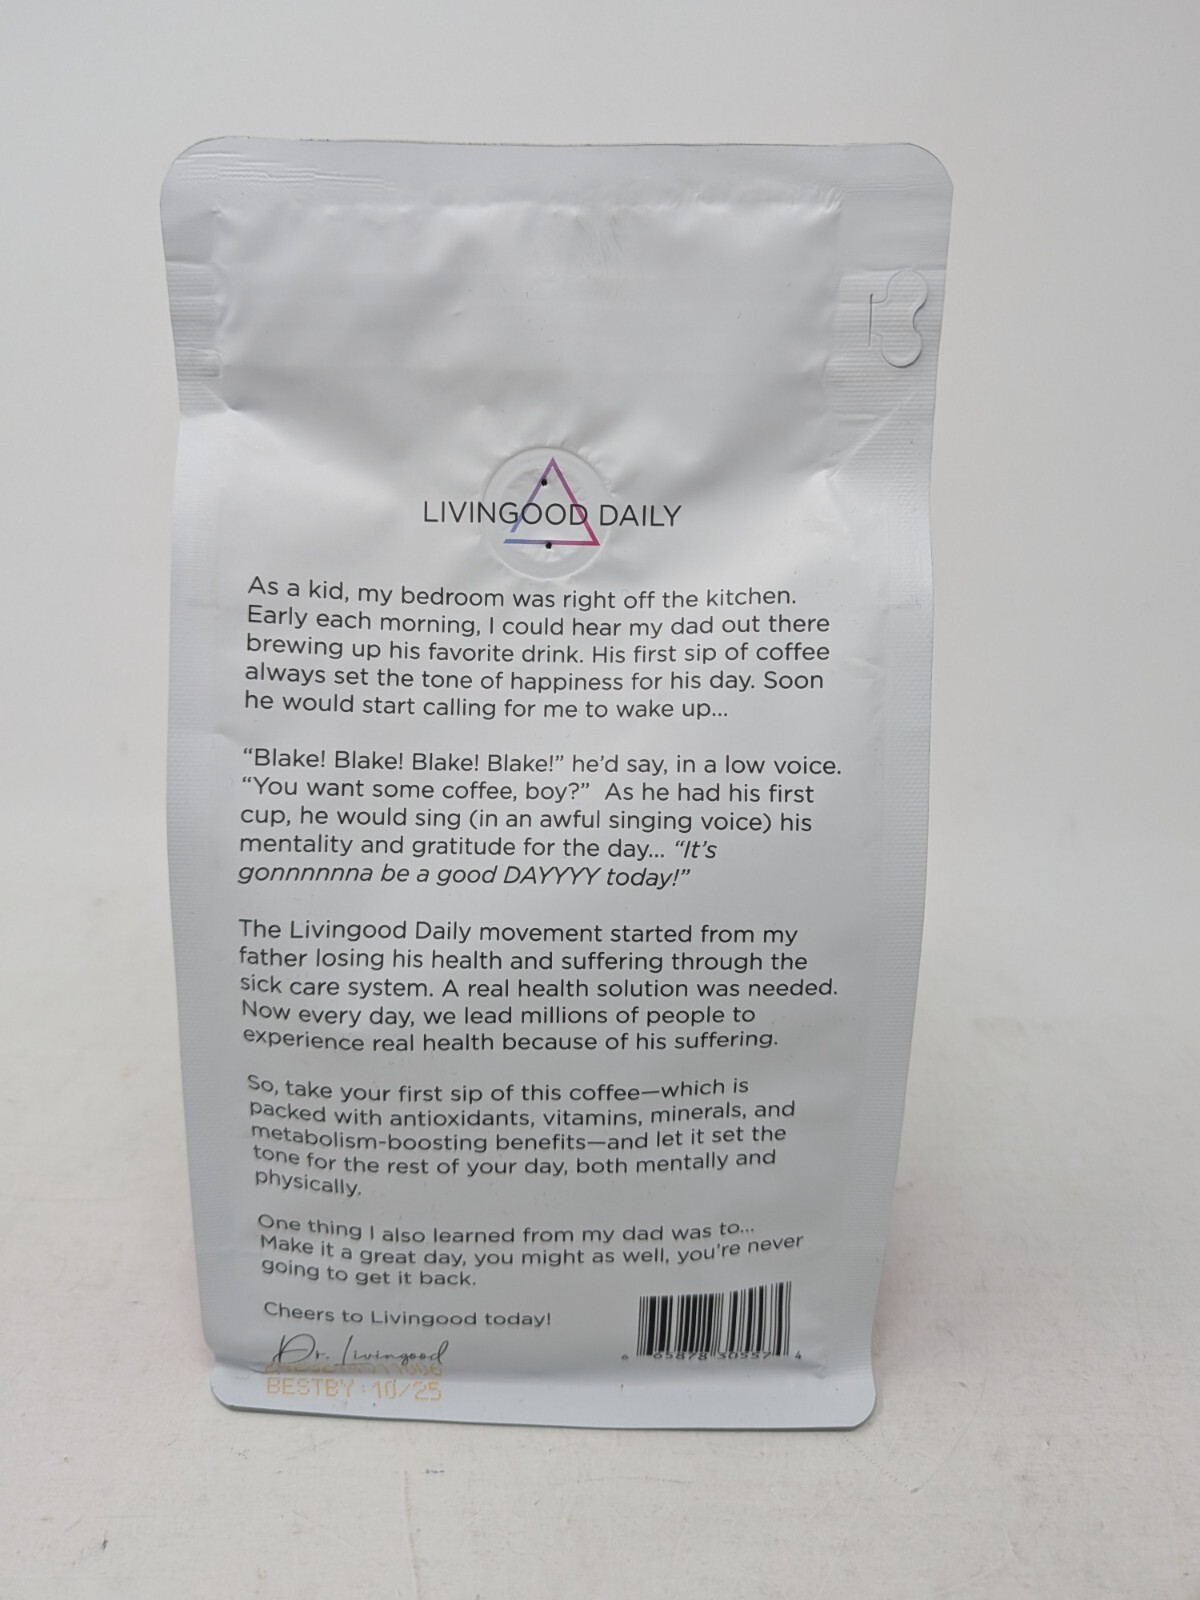 LIVINGOOD DAILY
As a kid, my bedroom was right off the kitchen.
Early each morning, I could hear my dad out there
brewing up his favorite drink. His first sip of coffee
always set the tone of happiness for his day. Soon
he would start calling for me to wake up...
“Blake! Blake! Blake! Blake!” he’d say, in a low voice.
“You want some coffee, boy?” As he had his first
cup, he would sing (in an awful singing voice) his
mentality and gratitude for the day... “It’s
gonnnnnna be a good DAYYYY today!”
The Livingood Daily movement started from my
father losing his health and suffering through the
sick care system. A real health solution was needed.
Now every day, we lead millions of people to
experience real health because of his suffering.
So, take your first sip of this coffee—which is
packed with antioxidants, vitamins, minerals, and
metabolism-boosting benefits—and let it set the
tone for the rest of your day, both mentally and
physically.
One thing I also learned from my dad was to...
Make it a great day, you might as well, you’re never
going to get it back.
Cheers to Livingood today!
Dr. Livingood
BESTBY : 10/25